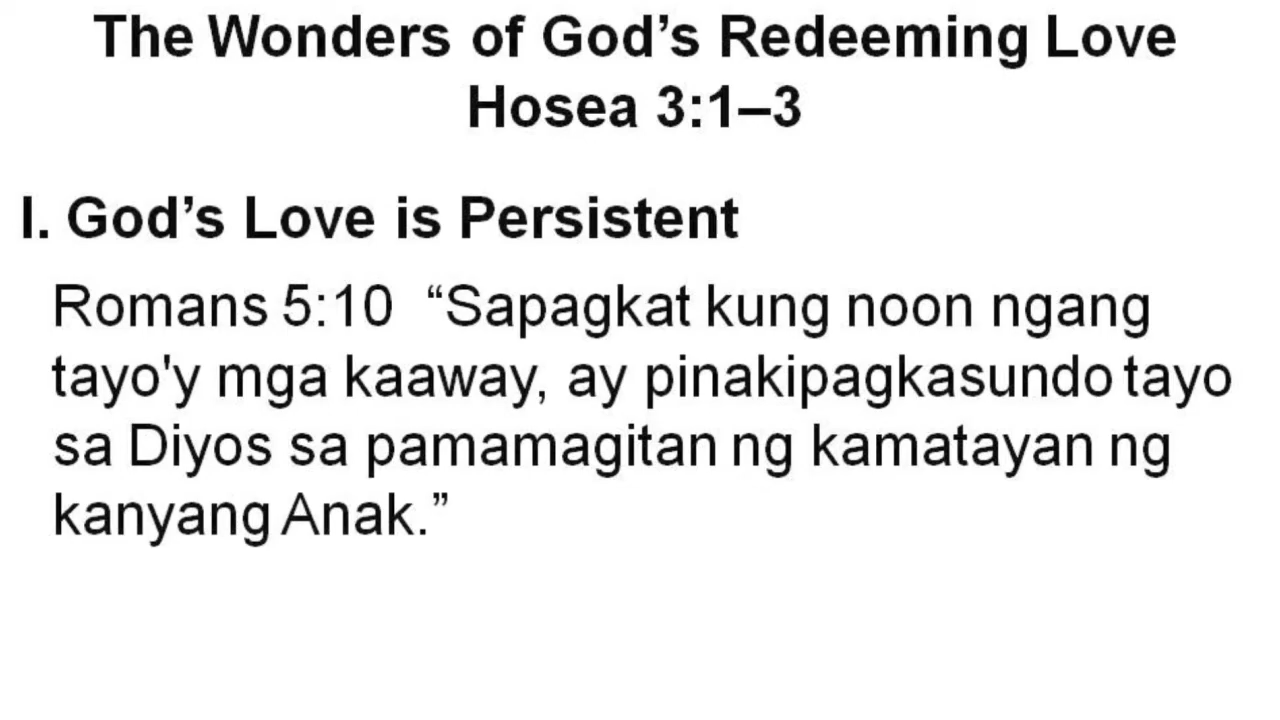 The Wonders of God’s Redeeming Love
Hosea 3:1–3
I. God’s Love is Persistent
Romans 5:10 “Sapagkat kung noon ngang
tayo'y mga kaaway, ay pinakipagkasundo tayo
sa Diyos sa pamamagitan ng kamatayan ng
kanyang Anak.”